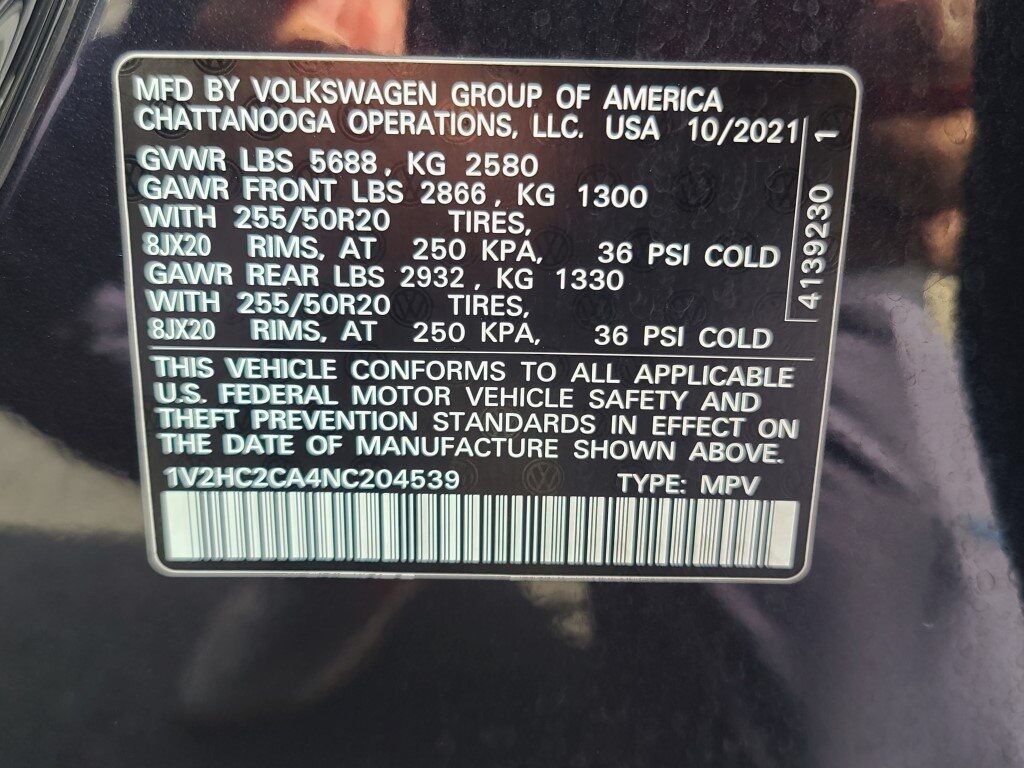 MFD BY VOLKSWAGEN GROUP OF AMERICA
CHATTANOOGA OPERATIONS, LLC. USA 10/2021
GVWR LBS 5688, KG 2580
GAWR FRONT LBS 2866, KG 1300
WITH 255/50R20 TIRES,
8JX20 RIMS, AT 250 KPA, 36 PSI COLD
GAWR REAR LBS 2932, KG 1330
WITH 255/50R20 TIRES,
8JX20 RIMS, AT 250 KPA, 36 PSI COLD
4139230 1
THIS VEHICLE CONFORMS TO ALL APPLICABLE
U.S. FEDERAL MOTOR VEHICLE SAFETY AND
THEFT PREVENTION STANDARDS IN EFFECT ON
THE DATE OF MANUFACTURE SHOWN ABOVE.
1V2HC2CA4NC204539 TYPE: MPV